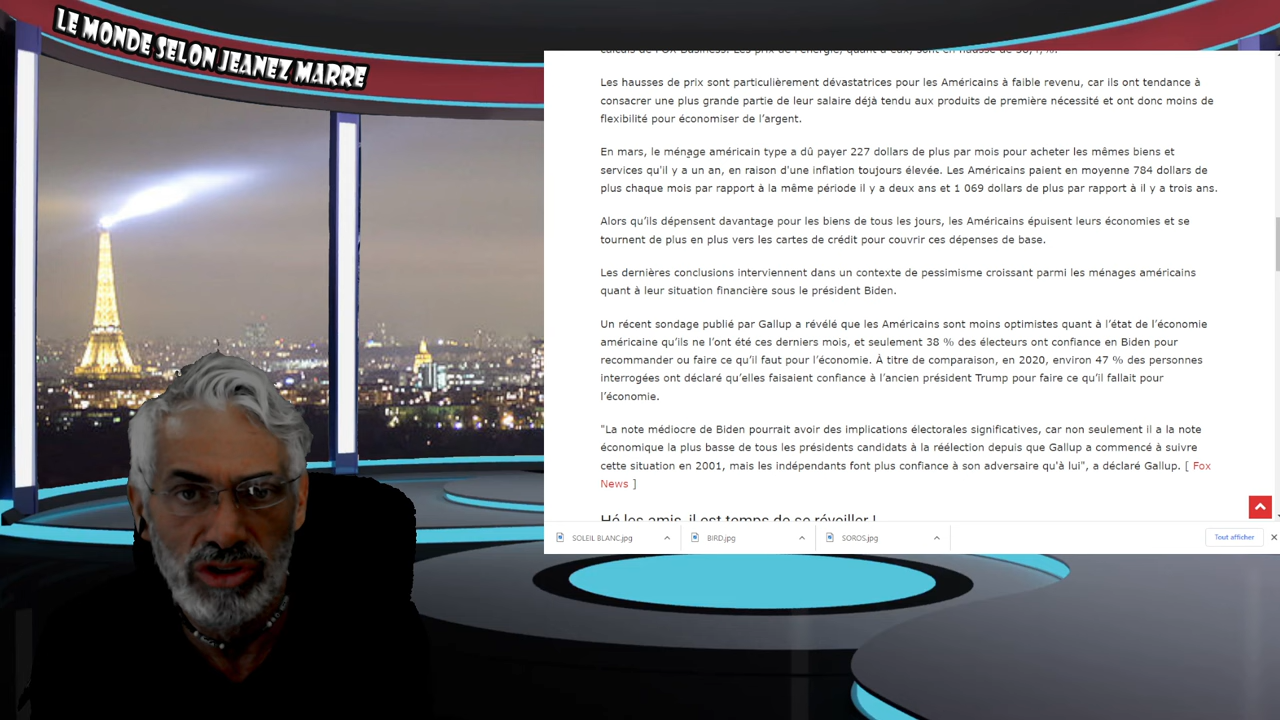 LE MONDE SELON JEANEZ MARRE
Les hausses de prix sont particulièrement dévastatrices pour les Américains à faible revenu, car ils ont tendance à
consacrer une plus grande partie de leur salaire déjà tendu aux produits de première nécessité et ont donc moins de
flexibilité pour économiser de l’argent.
En mars, le ménage américain type a dû payer 227 dollars de plus par mois pour acheter les mêmes biens et
services qu'il y a un an, en raison d'une inflation toujours élevée. Les Américains paient en moyenne 784 dollars de
plus chaque mois par rapport à la même période il y a deux ans et 1 069 dollars de plus par rapport à il y a trois ans.
Alors qu’ils dépensent davantage pour les biens de tous les jours, les Américains épuisent leurs économies et se
tournent de plus en plus vers les cartes de crédit pour couvrir ces dépenses de base.
Les dernières conclusions interviennent dans un contexte de pessimisme croissant parmi les ménages américains
quant à leur situation financière sous le président Biden.
Un récent sondage publié par Gallup a révélé que les Américains sont moins optimistes quant à l’état de l’économie
américaine qu’ils ne l’ont été ces derniers mois, et seulement 38 % des électeurs ont confiance en Biden pour
recommander ou faire ce qu’il faut pour l’économie. À titre de comparaison, en 2020, environ 47 % des personnes
interrogées ont déclaré qu’elles faisaient confiance à l’ancien président Trump pour faire ce qu’il fallait pour
l’économie.
"La note médiocre de Biden pourrait avoir des implications électorales significatives, car non seulement il a la note
économique la plus basse de tous les présidents candidats à la réélection depuis que Gallup a commencé à suivre
cette situation en 2001, mais les indépendants font plus confiance à son adversaire qu'à lui", a déclaré Gallup. [ Fox
News ]
Hé les amis, il est temps de se réveiller !
SOLEIL BLANC.jpg
BIRD.jpg
SOROS.jpg
Tout afficher